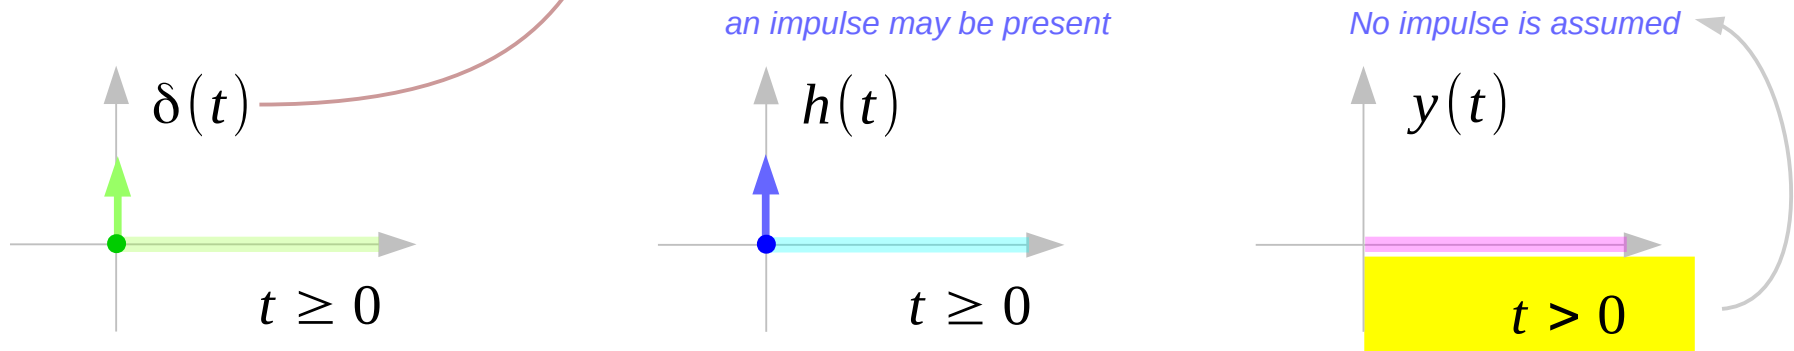 an impulse may be present
No impulse is assumed
δ(t)
h(t)
y(t)
t ≥ 0
t ≥ 0
t > 0